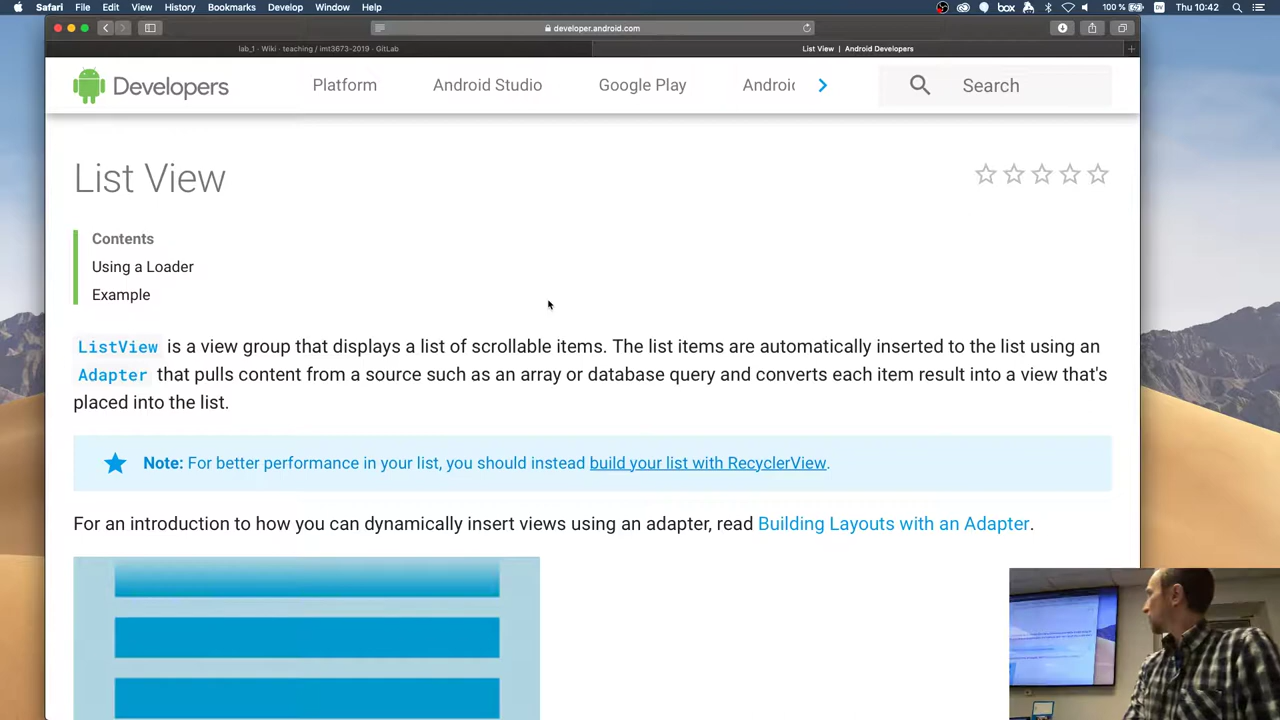 Safari File Edit View History Bookmarks Develop Window Help box 100 % DV Thu 10:42
developer.android.com
lab_1 · Wiki · teaching / imt3673-2019 · GitLab
List View | Android Developers
Developers Platform Android Studio Google Play Android Search
List View
Contents
Using a Loader
Example
ListView is a view group that displays a list of scrollable items. The list items are automatically inserted to the list using an
Adapter that pulls content from a source such as an array or database query and converts each item result into a view that's
placed into the list.
Note: For better performance in your list, you should instead build your list with RecyclerView.
For an introduction to how you can dynamically insert views using an adapter, read Building Layouts with an Adapter.